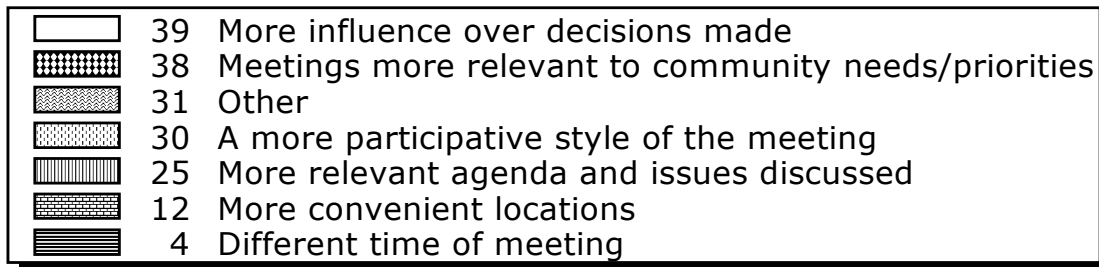 39 More influence over decisions made
38 Meetings more relevant to community needs/priorities
31 Other
30 A more participative style of the meeting
25 More relevant agenda and issues discussed
12 More convenient locations
4 Different time of meeting